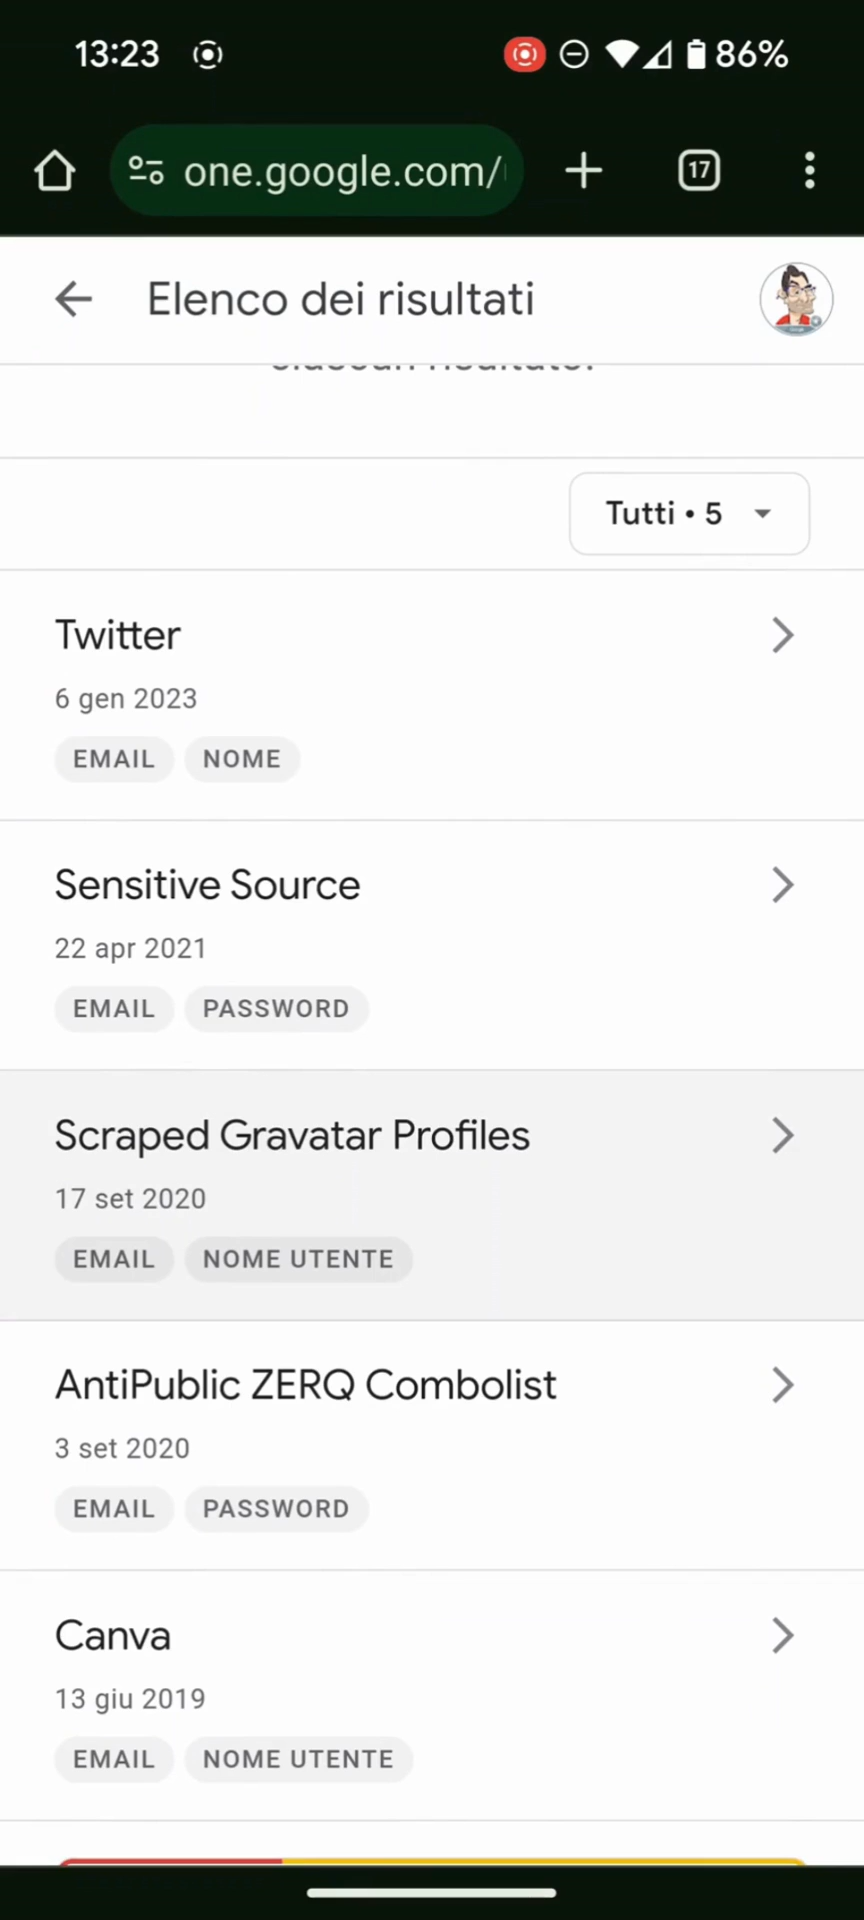 13:23
86%
one.google.com/
17
Elenco dei risultati
Tutti • 5
Twitter
6 gen 2023
EMAIL NOME
Sensitive Source
22 apr 2021
EMAIL PASSWORD
Scraped Gravatar Profiles
17 set 2020
EMAIL NOME UTENTE
AntiPublic ZERQ Combolist
3 set 2020
EMAIL PASSWORD
Canva
13 giu 2019
EMAIL NOME UTENTE